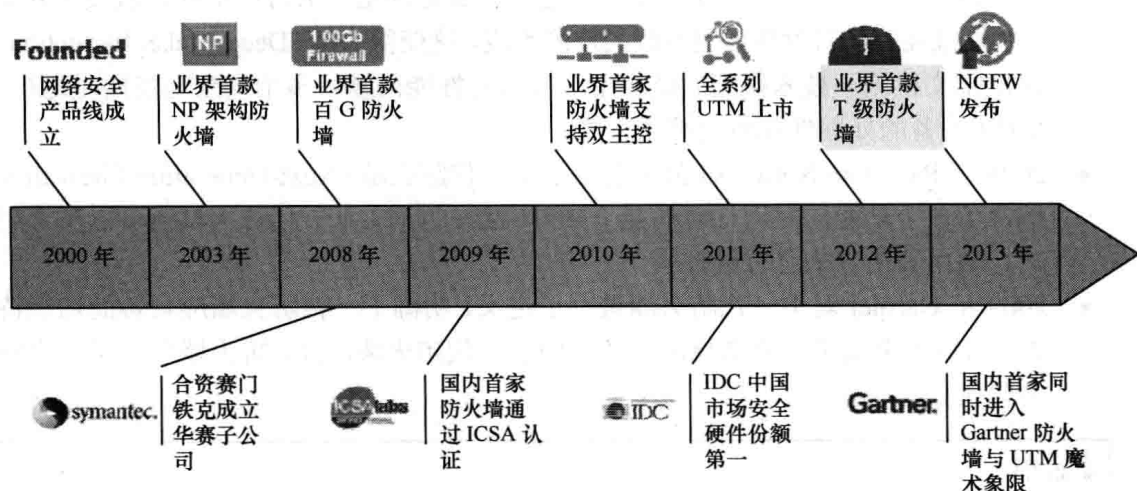 Founded
网络安全
产品线成
立
NP
业界首款
NP 架构防
火墙
100Gb
Firewall
业界首款
百 G 防火
墙
业界首家
防火墙支
持双主控
全系列
UTM 上市
T
业界首款
T 级防火
墙
NGFW
发布
2000 年
2003 年
2008 年
2009 年
2010 年
2011 年
2012 年
2013 年
symantec.
合资赛门
铁克成立
华赛子公
司
ICSA labs
国内首家
防火墙通
过 ICSA 认
证
IDC
IDC 中国
市场安全
硬件份额
第一
Gartner.
国内首家同
时进入
Gartner 防火
墙与 UTM 魔
术象限